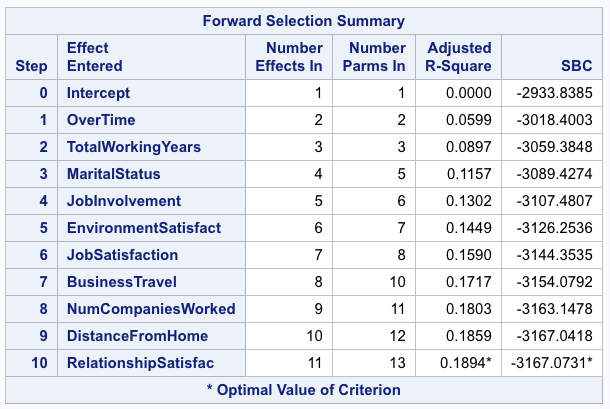 Forward Selection Summary
Step Effect Entered Number Effects In Number Parms In Adjusted R-Square SBC
0 Intercept 1 1 0.0000 -2933.8385
1 OverTime 2 2 0.0599 -3018.4003
2 TotalWorkingYears 3 3 0.0897 -3059.3848
3 MaritalStatus 4 5 0.1157 -3089.4274
4 JobInvolvement 5 6 0.1302 -3107.4807
5 EnvironmentSatisfact 6 7 0.1449 -3126.2536
6 JobSatisfaction 7 8 0.1590 -3144.3535
7 BusinessTravel 8 10 0.1717 -3154.0792
8 NumCompaniesWorked 9 11 0.1803 -3163.1478
9 DistanceFromHome 10 12 0.1859 -3167.0418
10 RelationshipSatisfac 11 13 0.1894* -3167.0731*
* Optimal Value of Criterion